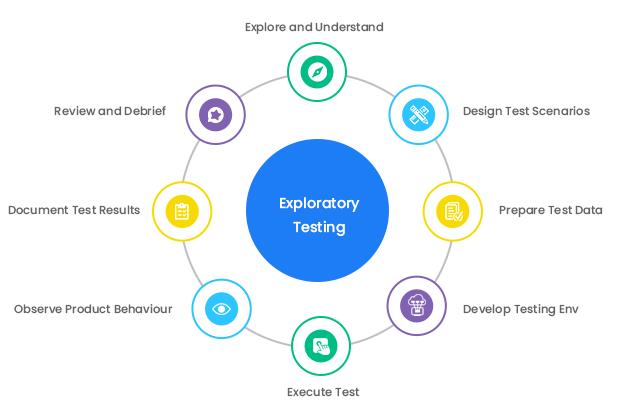 Explore and Understand
Review and Debrief
Design Test Scenarios
Exploratory
Testing
Document Test Results
Prepare Test Data
Observe Product Behaviour
Develop Testing Env
Execute Test